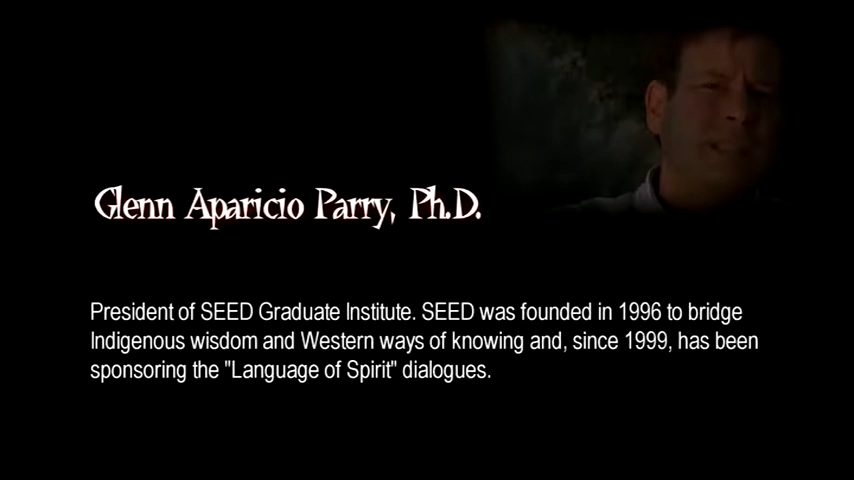 Glenn Aparicio Parry, Ph.D.
President of SEED Graduate Institute. SEED was founded in 1996 to bridge
Indigenous wisdom and Western ways of knowing and, since 1999, has been
sponsoring the "Language of Spirit" dialogues.